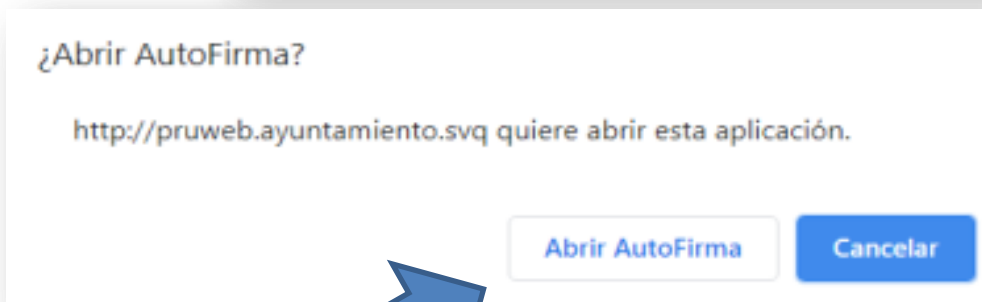 ¿Abrir AutoFirma?
http://pruweb.ayuntamiento.svq quiere abrir esta aplicación.
Abrir AutoFirma
Cancelar